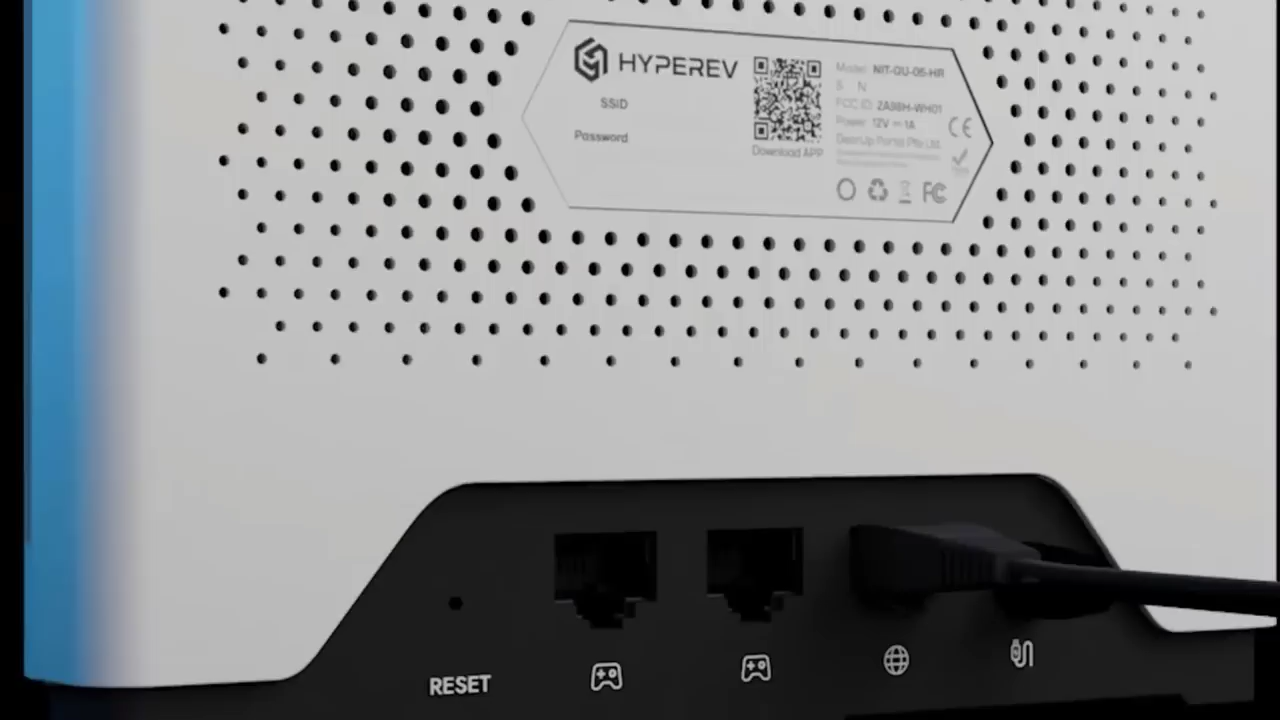 HYPEREV
SSID
Password
Download APP
Model: NIT-QU-05-HR
S N
FCC ID: 2A98H-WH01
Power: 12V ⎓ 1A
CE
FC
RESET